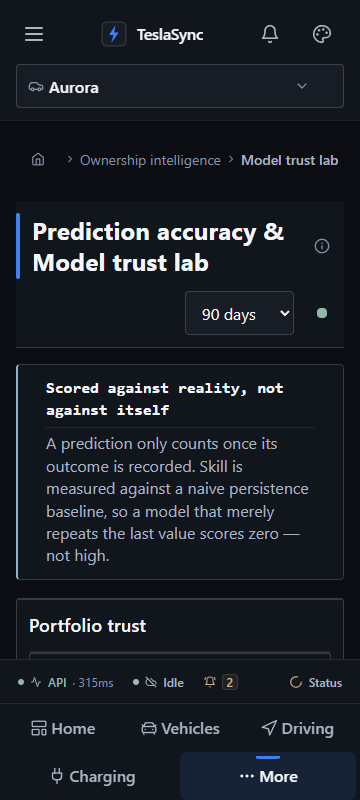 TeslaSync
Aurora
Ownership intelligence Model trust lab
Prediction accuracy &
Model trust lab
90 days
Scored against reality, not
against itself
A prediction only counts once its
outcome is recorded. Skill is
measured against a naive persistence
baseline, so a model that merely
repeats the last value scores zero —
not high.
Portfolio trust
API · 315ms Idle 2 Status
Home Vehicles Driving
Charging More